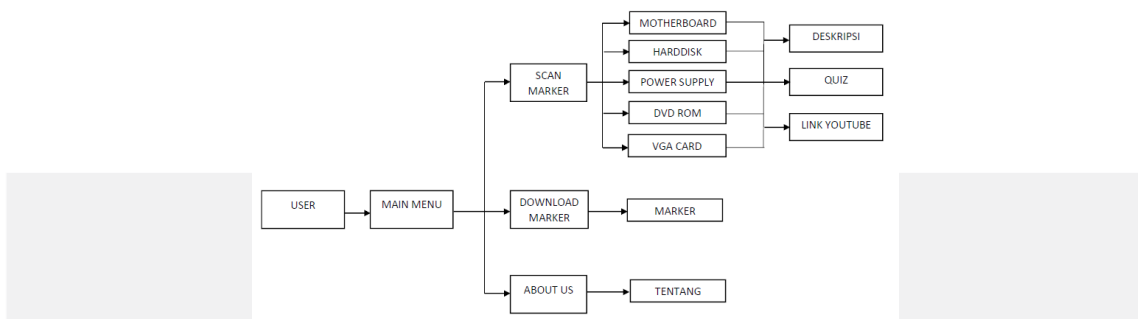 MOTHERBOARD
HARDDISK
POWER SUPPLY
DVD ROM
VGA CARD
DESKRIPSI
QUIZ
LINK YOUTUBE
SCAN
MARKER
USER
MAIN MENU
DOWNLOAD
MARKER
MARKER
ABOUT US
TENTANG